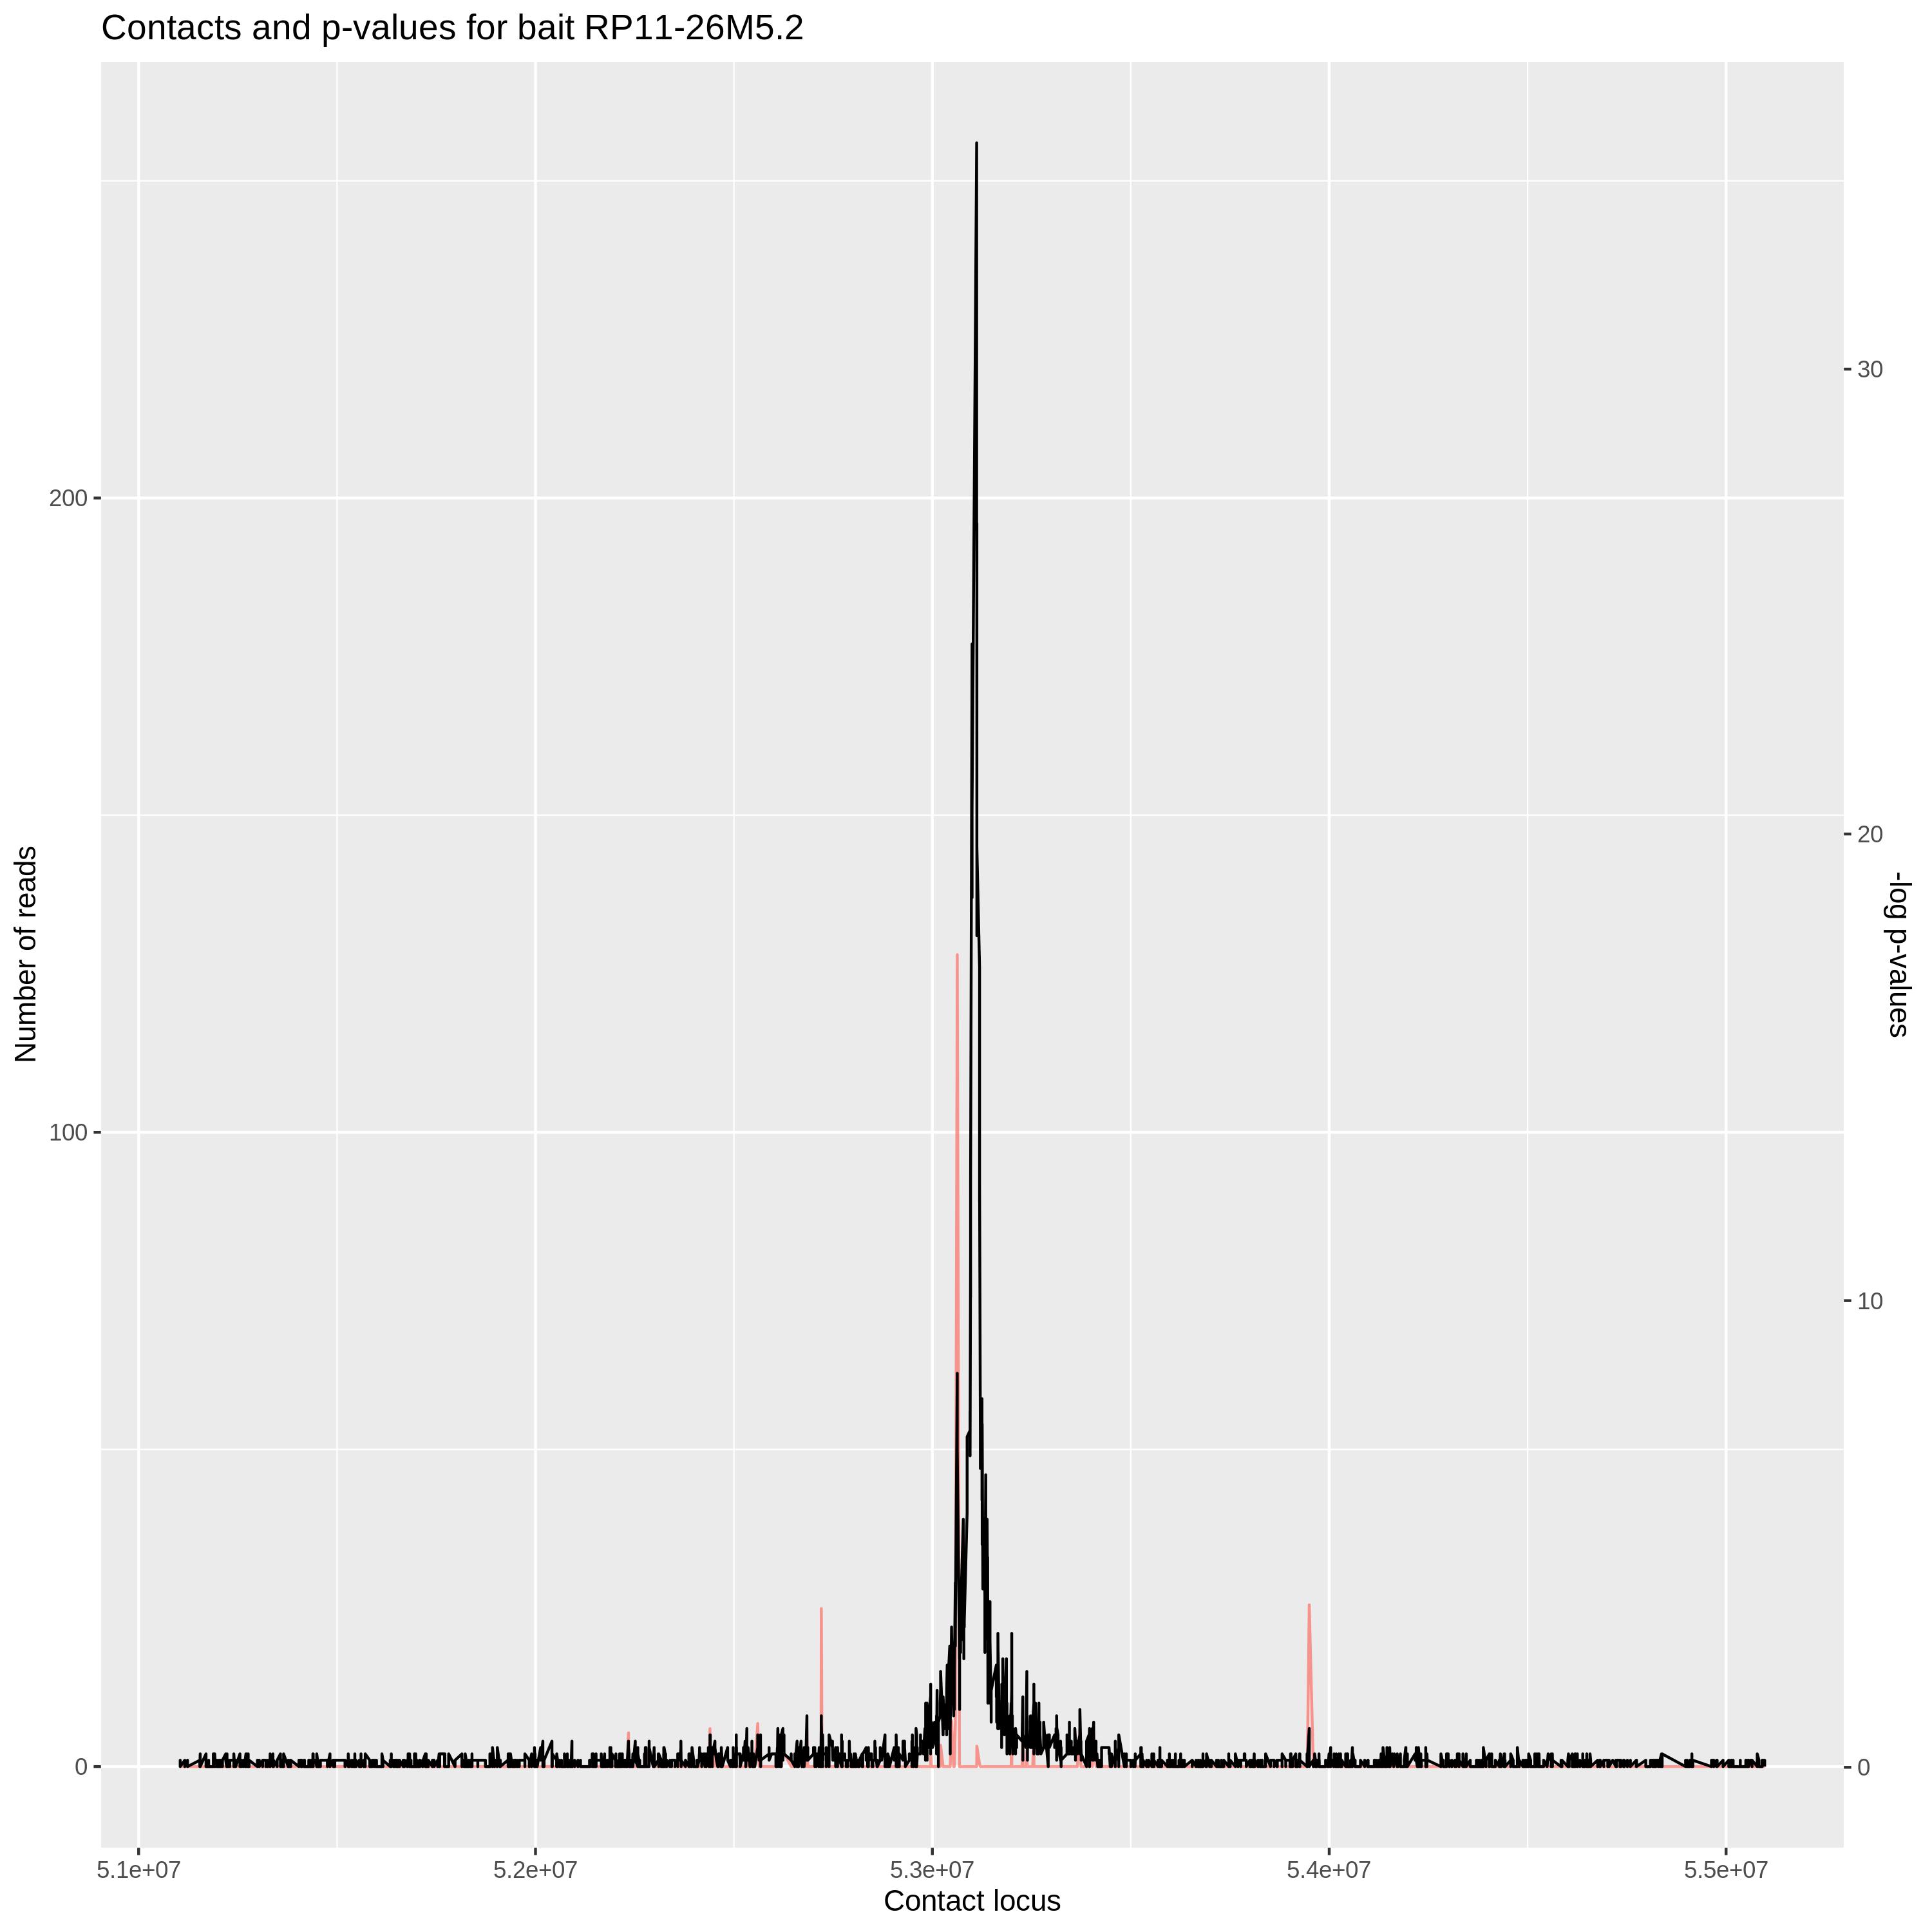 Contacts and p-values for bait RP11-26M5.2
Number of reads
200
100
0
30
20
10
0
-log p-values
5.1e+07 5.2e+07 5.3e+07 5.4e+07 5.5e+07
Contact locus